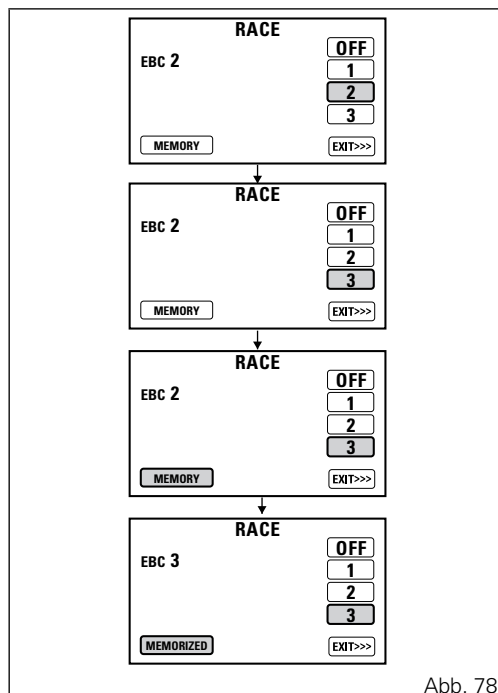 RACE
EBC 2
OFF
1
2
3
MEMORY
EXIT>>>
RACE
EBC 2
OFF
1
2
3
MEMORY
EXIT>>>
RACE
EBC 2
OFF
1
2
3
MEMORY
EXIT>>>
RACE
EBC 3
OFF
1
2
3
MEMORIZED
EXIT>>>
Abb. 78